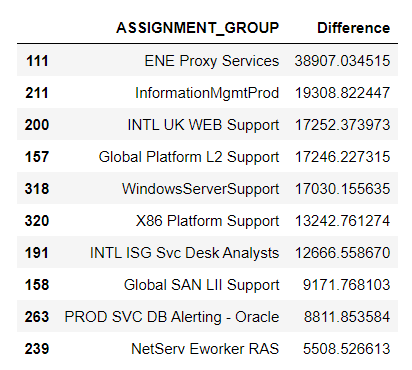 ASSIGNMENT_GROUP Difference
111 ENE Proxy Services 38907.034515
211 InformationMgmtProd 19308.822447
200 INTL UK WEB Support 17252.373973
157 Global Platform L2 Support 17246.227315
318 WindowsServerSupport 17030.155635
320 X86 Platform Support 13242.761274
191 INTL ISG Svc Desk Analysts 12666.558670
158 Global SAN LII Support 9171.768103
263 PROD SVC DB Alerting - Oracle 8811.853584
239 NetServ Eworker RAS 5508.526613